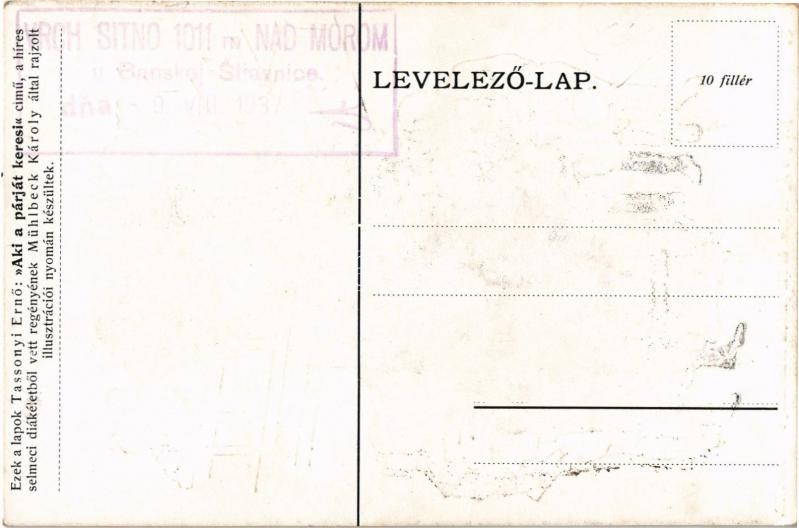 VRCH SITNO 1011 m NAD MOROM
u Banskej Štiavnice.
dňa - 9. VIII. 1937
LEVELEZŐ-LAP.
10 fillér
Ezek a lapok Tassonyi Ernő: »Aki a párját keresi« című, a híres
selmeci diákéletből vett regényének Mühlbeck Károly által rajzolt
illusztrációi nyomán készültek.